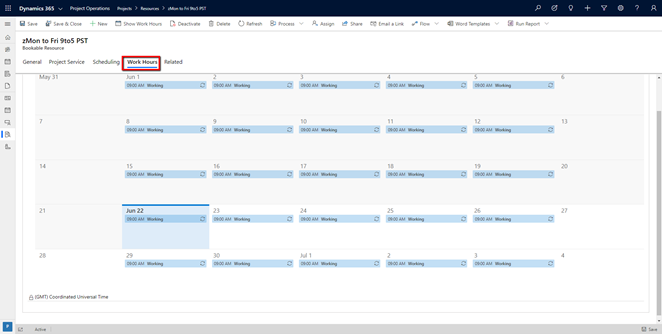 Dynamics 365 Project Operations Projects > Resources > zMon to Fri 9to5 PST
Save Save & Close + New Show Work Hours Deactivate Delete Refresh Process Assign Share Email a Link Flow Word Templates Run Report
zMon to Fri 9to5 PST
Bookable Resource
General Project Service Scheduling Work Hours Related
May 31 Jun 1 2 3 4 5 6
09:00 AM Working 09:00 AM Working 09:00 AM Working 09:00 AM Working 09:00 AM Working
7 8 9 10 11 12 13
09:00 AM Working 09:00 AM Working 09:00 AM Working 09:00 AM Working 09:00 AM Working
14 15 16 17 18 19 20
09:00 AM Working 09:00 AM Working 09:00 AM Working 09:00 AM Working 09:00 AM Working
21 Jun 22 23 24 25 26 27
09:00 AM Working 09:00 AM Working 09:00 AM Working 09:00 AM Working 09:00 AM Working
28 29 30 Jul 1 2 3 4
09:00 AM Working 09:00 AM Working 09:00 AM Working 09:00 AM Working 09:00 AM Working
(GMT) Coordinated Universal Time
P Active Save